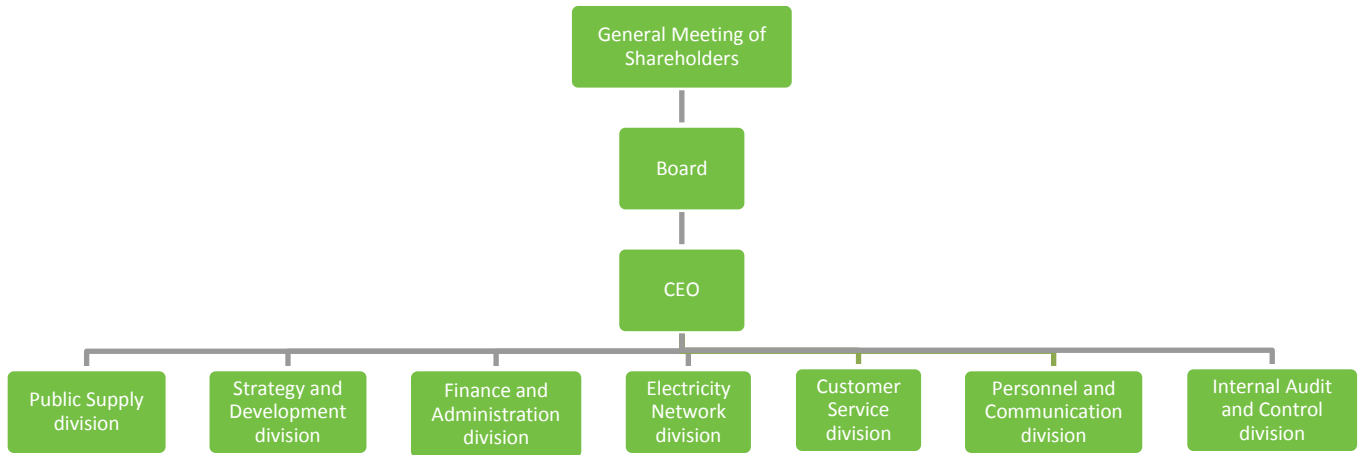 General Meeting of
Shareholders
Board
CEO
Public Supply
division
Strategy and
Development
division
Finance and
Administration
division
Electricity
Network
division
Customer
Service
division
Personnel and
Communication
division
Internal Audit
and Control
division